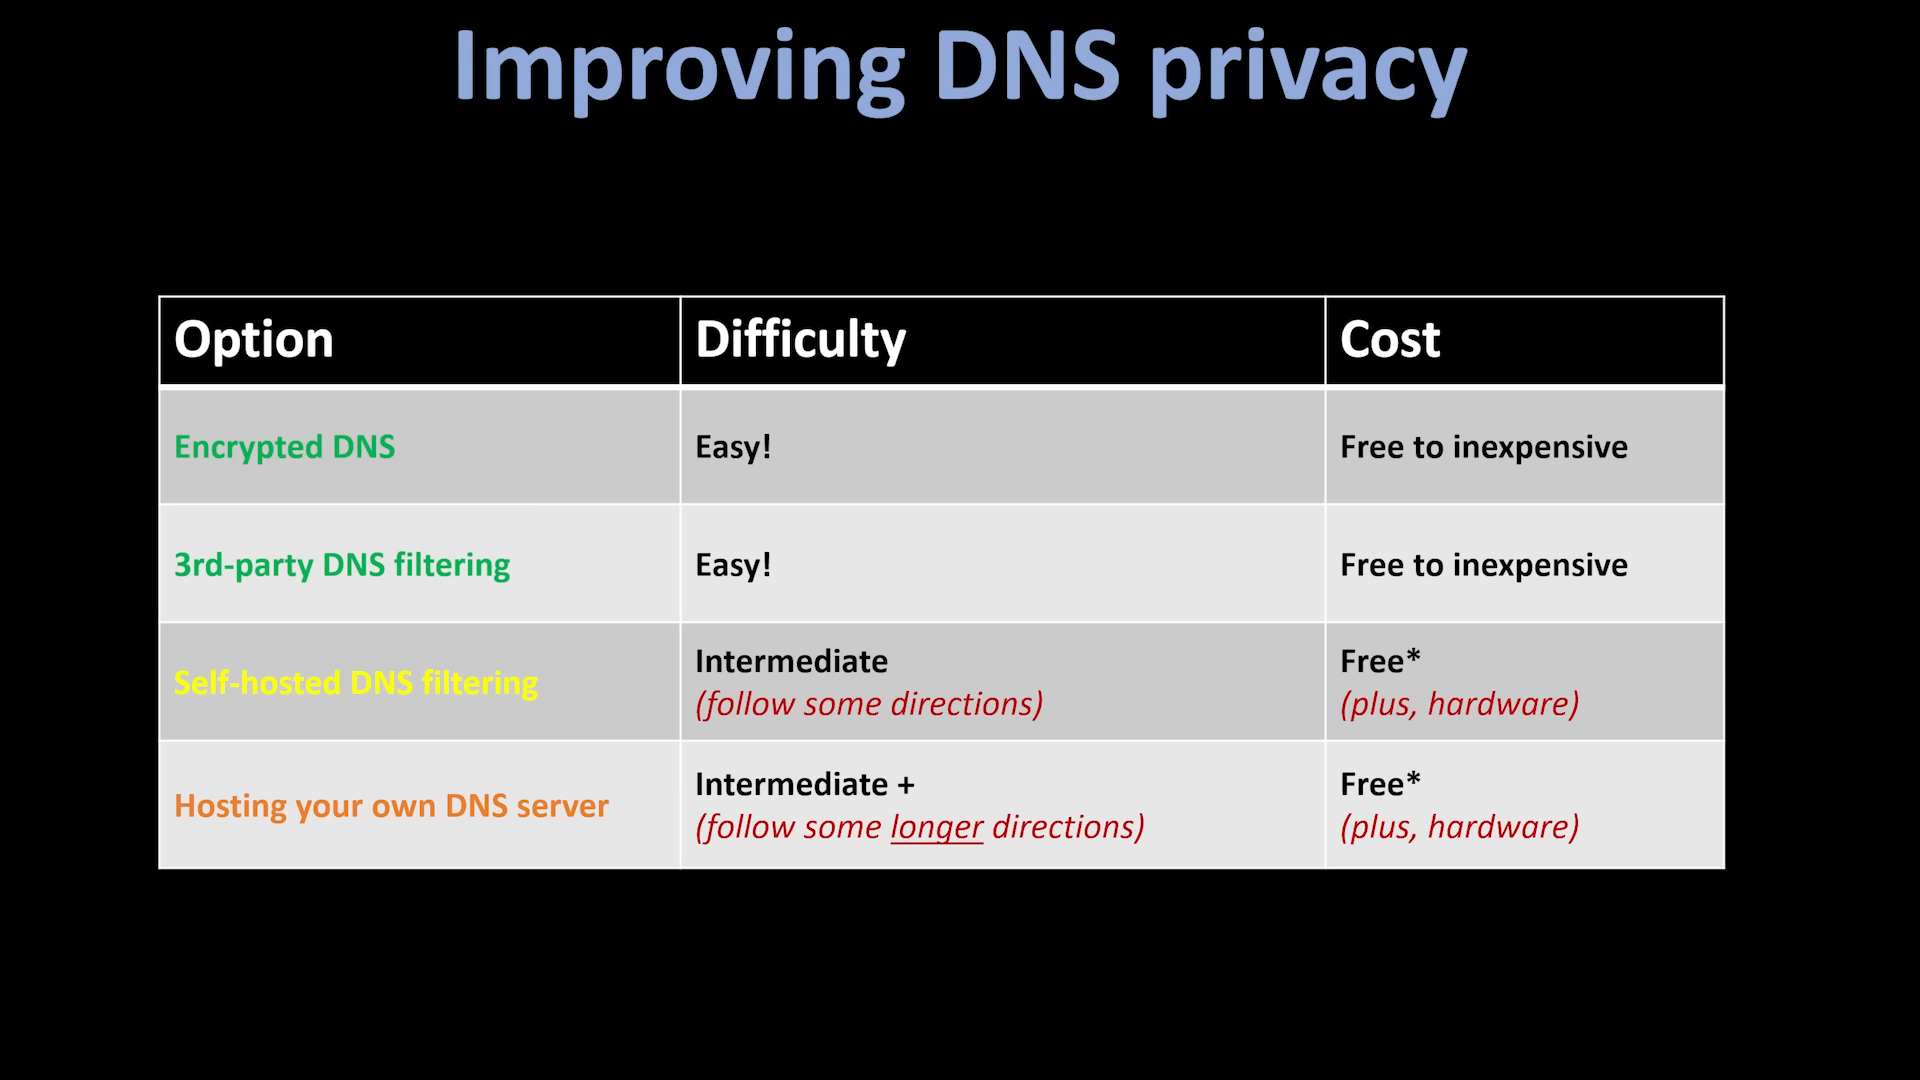 Improving DNS privacy
Option
Difficulty
Cost
Encrypted DNS
Easy!
Free to inexpensive
3rd-party DNS filtering
Easy!
Free to inexpensive
Self-hosted DNS filtering
Intermediate
(follow some directions)
Free*
(plus, hardware)
Hosting your own DNS server
Intermediate +
(follow some longer directions)
Free*
(plus, hardware)